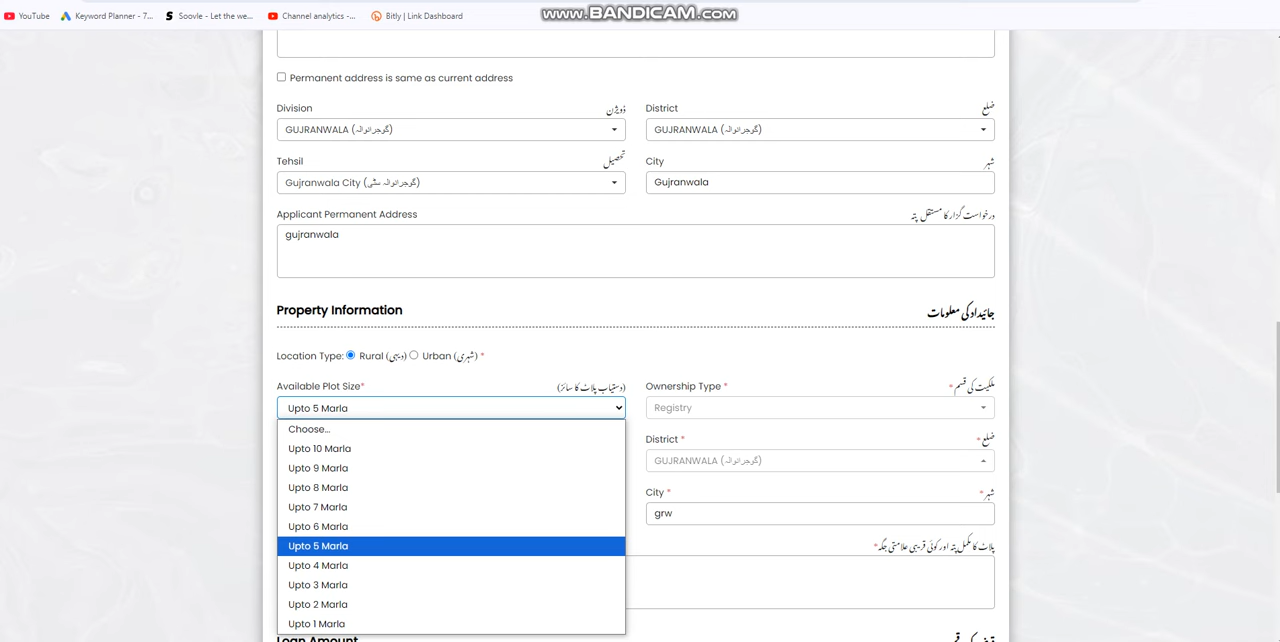 YouTube Keyword Planner - 7... Soovle - Let the we... Channel analytics -... Bitly | Link Dashboard
www.BANDICAM.com
Permanent address is same as current address
Division ڈویژن District ضلع
GUJRANWALA (گوجرانوالہ) GUJRANWALA (گوجرانوالہ)
Tehsil تحصیل City شہر
Gujranwala City (گوجرانوالہ سٹی) Gujranwala
Applicant Permanent Address درخواست گزار کا مستقل پتہ
gujranwala
Property Information جائیداد کی معلومات
Location Type: Rural (دیہی) Urban (شہری) *
Available Plot Size* (دستیاب پلاٹ کا سائز) Ownership Type * ملکیت کی قسم *
Upto 5 Marla Registry
Choose...
Upto 10 Marla
District * ضلع *
Upto 9 Marla
GUJRANWALA (گوجرانوالہ)
Upto 8 Marla
City * شہر *
Upto 7 Marla
grw
Upto 6 Marla
Upto 5 Marla
پلاٹ کا مکمل پتہ اور کوئی قریبی علامتی جگہ *
Upto 4 Marla
Upto 3 Marla
Upto 2 Marla
Upto 1 Marla
Loan Amount